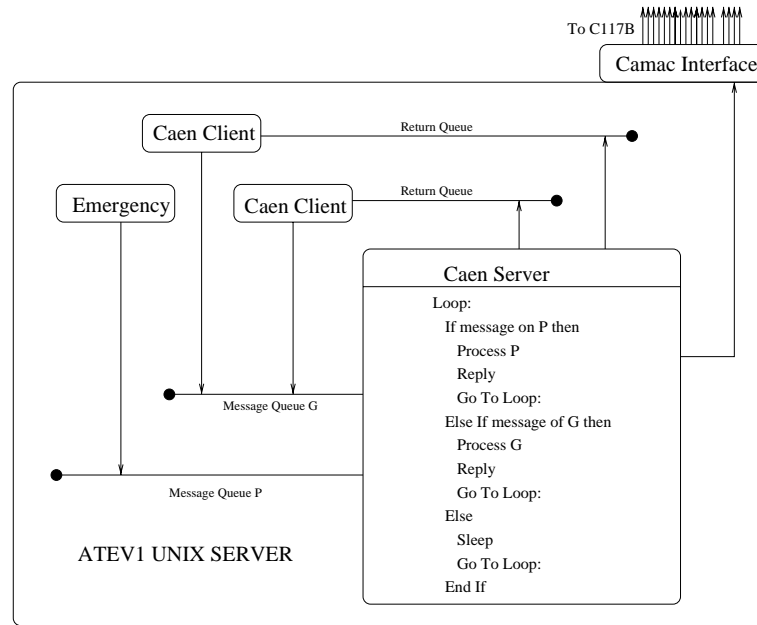 To C117B
Camac Interface
Caen Client
Return Queue
Emergency
Caen Client
Return Queue
Caen Server
Loop:
If message on P then
Process P
Reply
Go To Loop:
Else If message of G then
Process G
Reply
Go To Loop:
Else
Sleep
Go To Loop:
End If
Message Queue G
Message Queue P
ATEV1 UNIX SERVER